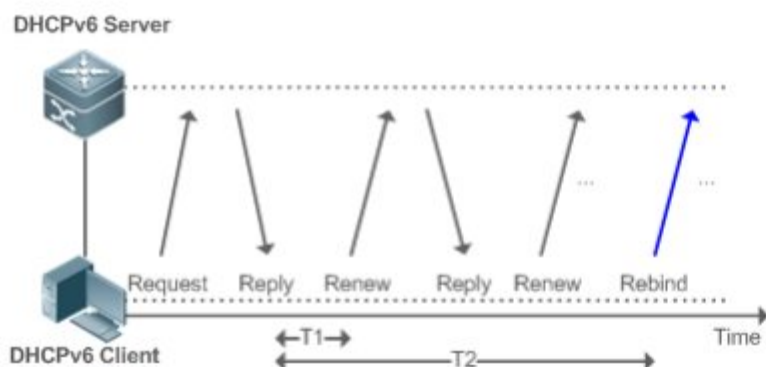 DHCPv6 Server
... ...
Request Reply Renew Reply Renew Rebind
T1
Time
T2
DHCPv6 Client